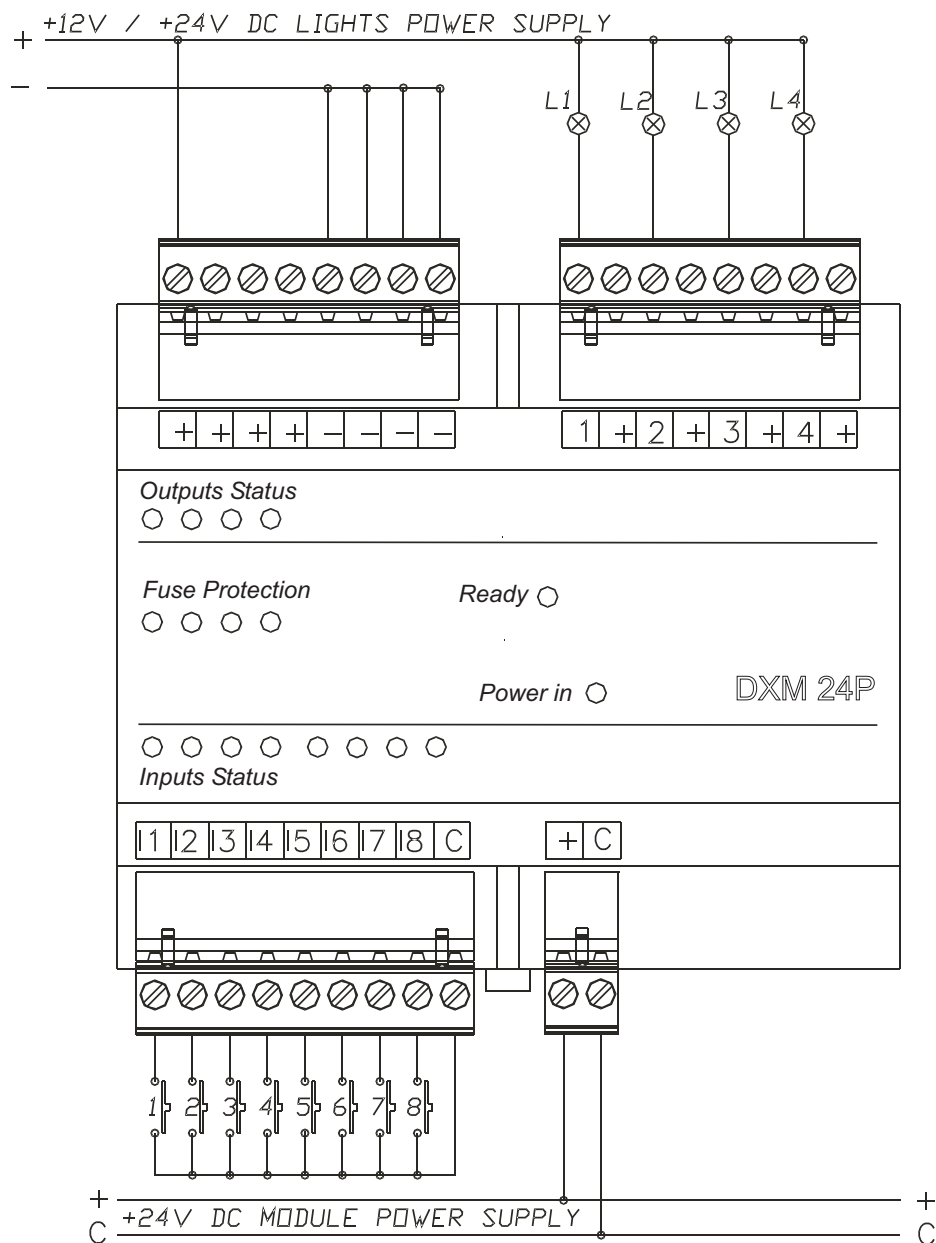 +12V / +24V DC LIGHTS POWER SUPPLY
+
−
L1 L2 L3 L4
+ + + + − − − −
1 + 2 + 3 + 4 +
Outputs Status
Fuse Protection
Ready
Power in
DXM 24P
Inputs Status
I1 I2 I3 I4 I5 I6 I7 I8 C
+ C
1 2 3 4 5 6 7 8
+ +
+24V DC MODULE POWER SUPPLY
C C